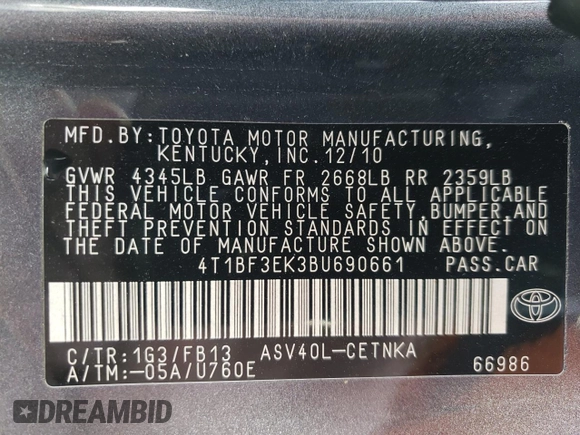 MFD. BY: TOYOTA MOTOR MANUFACTURING,
KENTUCKY, INC. 12/10
GVWR 4345LB GAWR FR 2668LB RR 2359LB
THIS VEHICLE CONFORMS TO ALL APPLICABLE
FEDERAL MOTOR VEHICLE SAFETY, BUMPER, AND
THEFT PREVENTION STANDARDS IN EFFECT ON
THE DATE OF MANUFACTURE SHOWN ABOVE.
4T1BF3EK3BU690661 PASS. CAR
C/TR: 1G3/FB13 ASV40L-CETNKA
A/TM: -05A/U760E 66986
DREAMBID